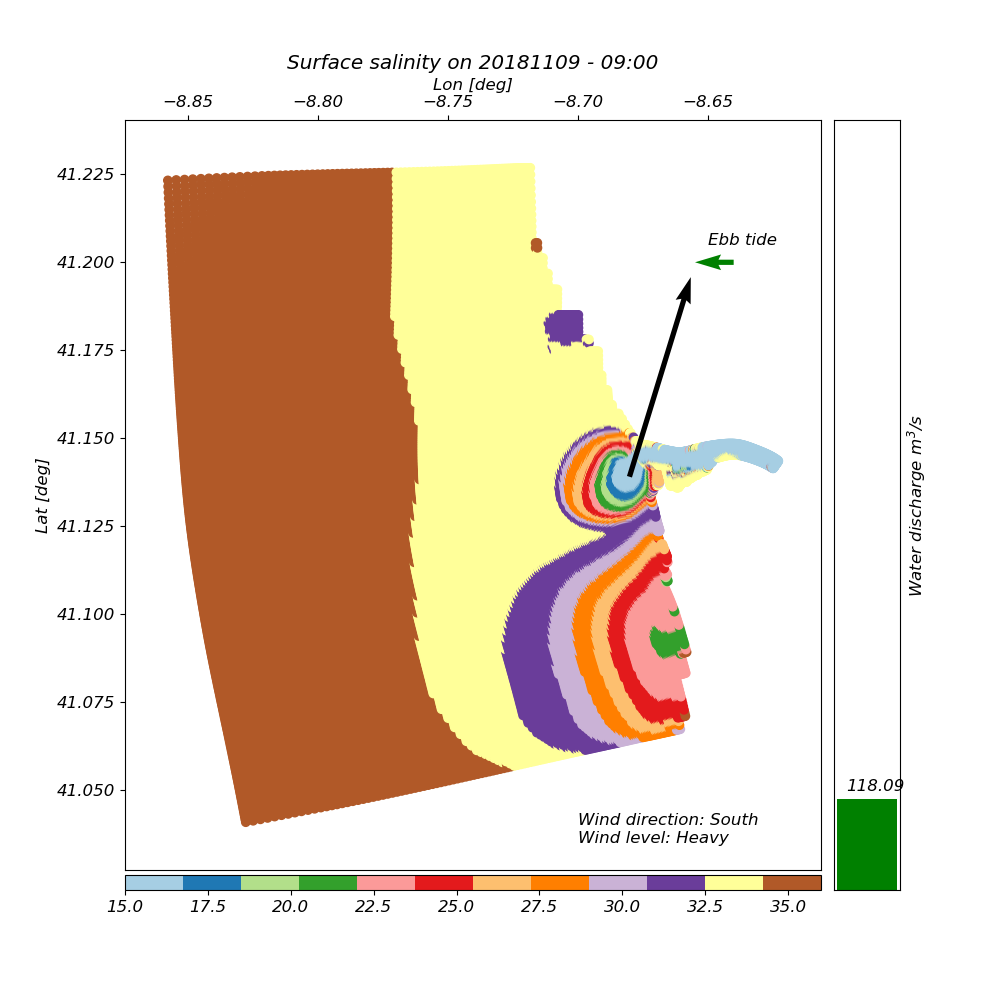 Surface salinity on 20181109 - 09:00
Lon [deg]
−8.85 −8.80 −8.75 −8.70 −8.65
41.225
41.200
41.175
41.150
41.125
41.100
41.075
41.050
Lat [deg]
Ebb tide
Wind direction: South
Wind level: Heavy
118.09
Water discharge m³/s
15.0 17.5 20.0 22.5 25.0 27.5 30.0 32.5 35.0